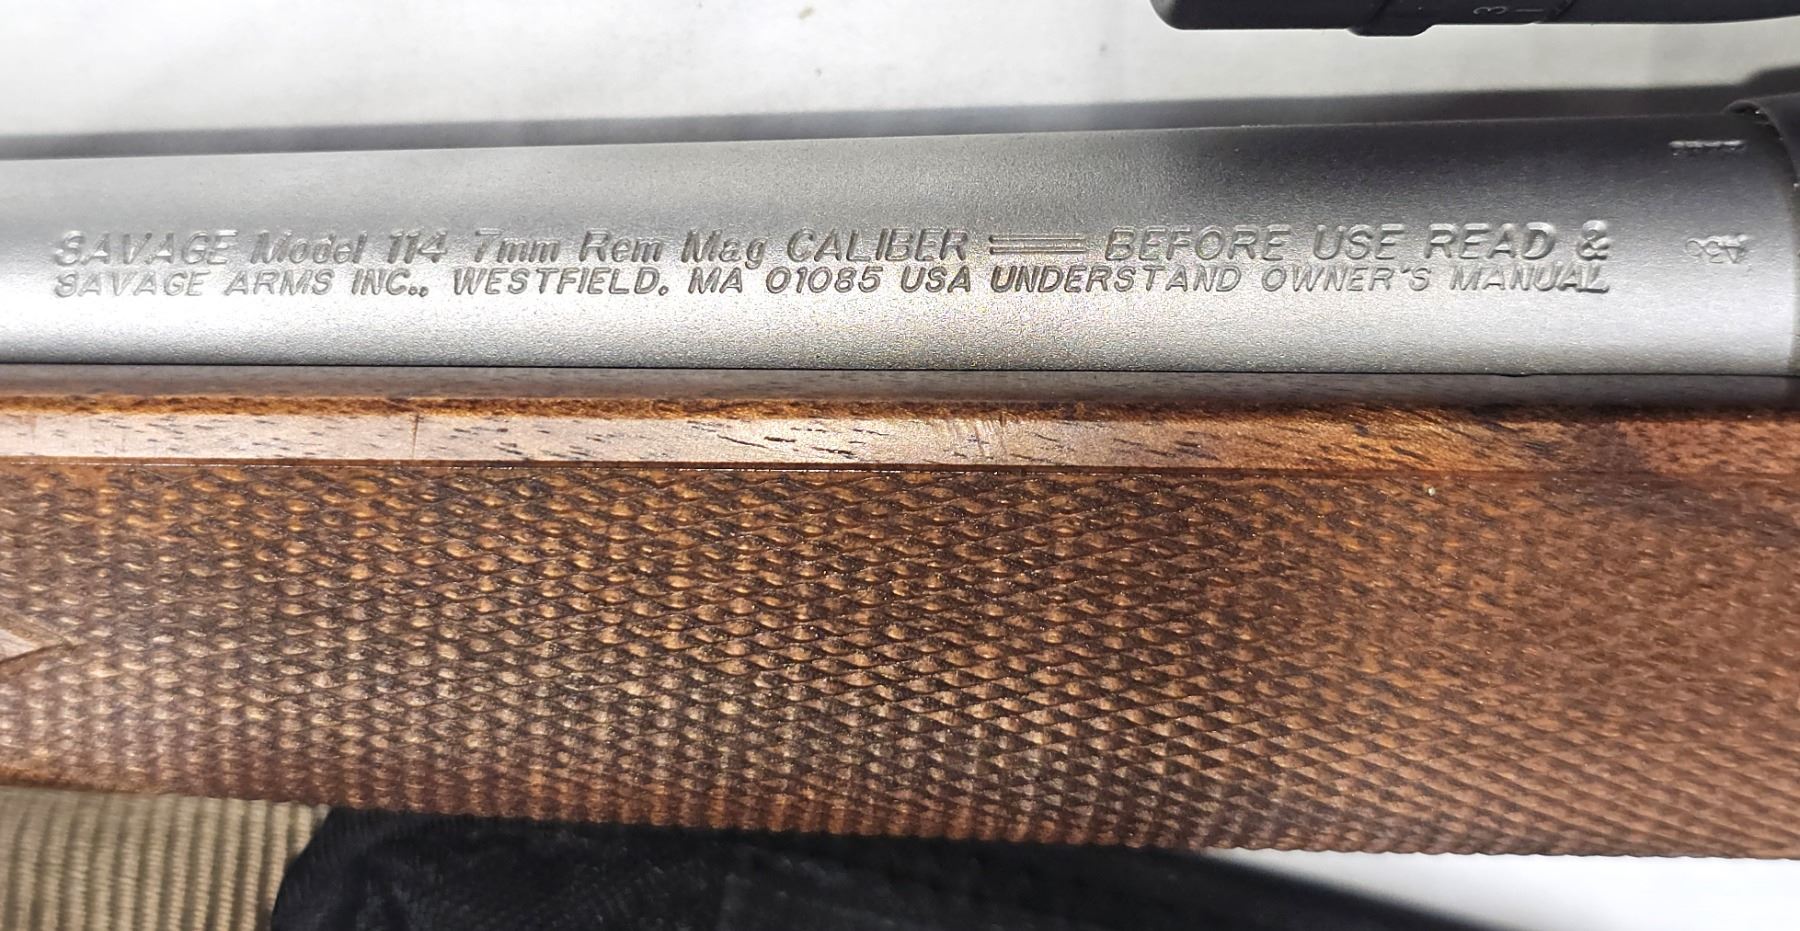 3
SAVAGE Model 114 7mm Rem Mag CALIBER ═══ BEFORE USE READ &
SAVAGE ARMS INC., WESTFIELD. MA 01085 USA UNDERSTAND OWNER'S MANUAL